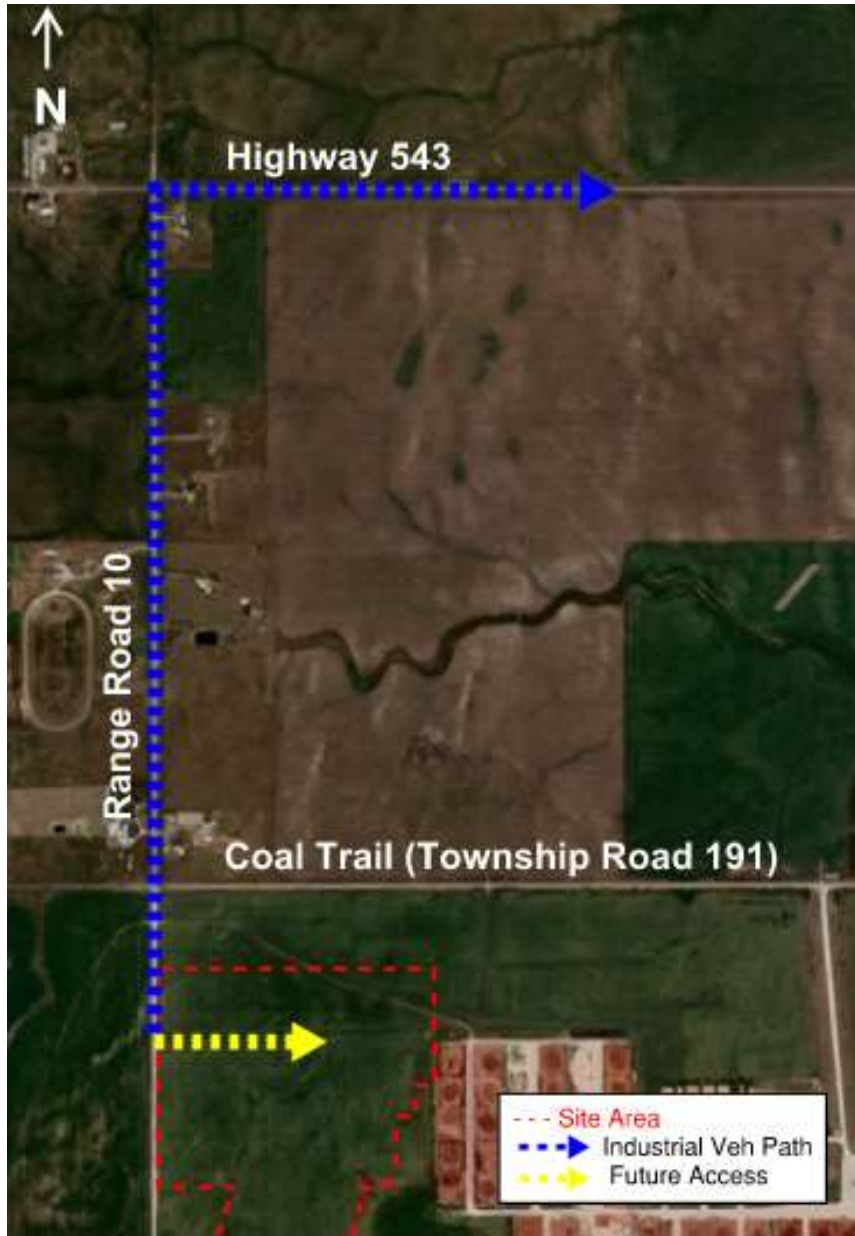 N
Highway 543
Range Road 10
Coal Trail (Township Road 191)
Site Area
Industrial Veh Path
Future Access